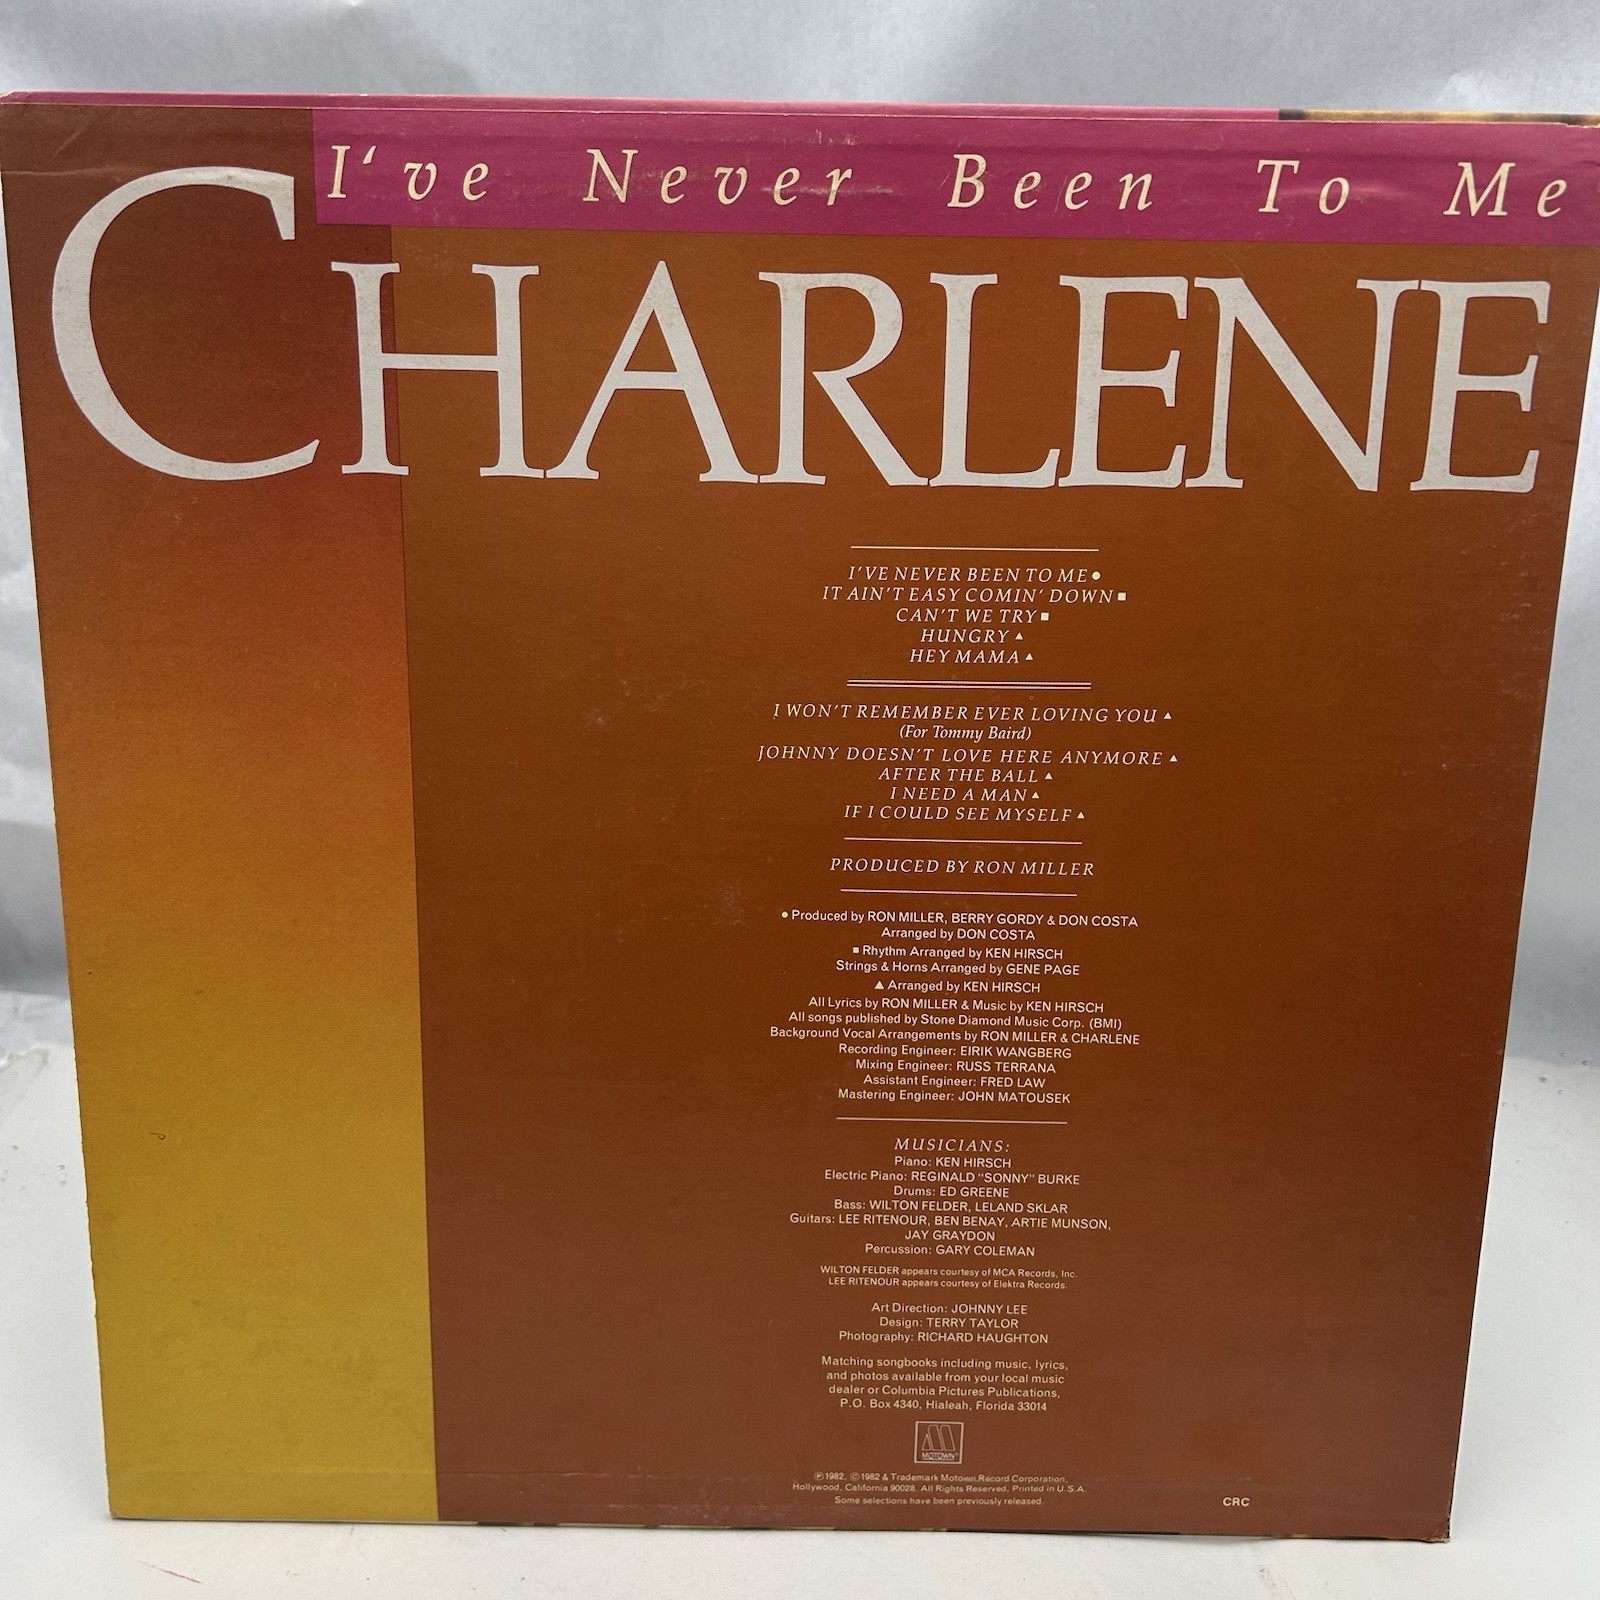 I‘ve Never Been To Me
CHARLENE
I'VE NEVER BEEN TO ME ●
IT AIN'T EASY COMIN' DOWN ■
CAN'T WE TRY ■
HUNGRY ▲
HEY MAMA ▲
I WON'T REMEMBER EVER LOVING YOU ▲
(For Tommy Baird)
JOHNNY DOESN'T LOVE HERE ANYMORE ▲
AFTER THE BALL ▲
I NEED A MAN ▲
IF I COULD SEE MYSELF ▲
PRODUCED BY RON MILLER
● Produced by RON MILLER, BERRY GORDY & DON COSTA
Arranged by DON COSTA
■ Rhythm Arranged by KEN HIRSCH
Strings & Horns Arranged by GENE PAGE
▲ Arranged by KEN HIRSCH
All Lyrics by RON MILLER & Music by KEN HIRSCH
All songs published by Stone Diamond Music Corp. (BMI)
Background Vocal Arrangements by RON MILLER & CHARLENE
Recording Engineer: EIRIK WANGBERG
Mixing Engineer: RUSS TERRANA
Assistant Engineer: FRED LAW
Mastering Engineer: JOHN MATOUSEK
MUSICIANS:
Piano: KEN HIRSCH
Electric Piano: REGINALD "SONNY" BURKE
Drums: ED GREENE
Bass: WILTON FELDER, LELAND SKLAR
Guitars: LEE RITENOUR, BEN BENAY, ARTIE MUNSON,
JAY GRAYDON
Percussion: GARY COLEMAN
WILTON FELDER appears courtesy of MCA Records, Inc.
LEE RITENOUR appears courtesy of Elektra Records.
Art Direction: JOHNNY LEE
Design: TERRY TAYLOR
Photography: RICHARD HAUGHTON
Matching songbooks including music, lyrics,
and photos available from your local music
dealer or Columbia Pictures Publications,
P.O. Box 4340, Hialeah, Florida 33014
MOTOWN®
℗1982, ©1982 & Trademark Motown Record Corporation,
Hollywood, California 90028. All Rights Reserved, Printed in U.S.A.
Some selections have been previously released.
CRC